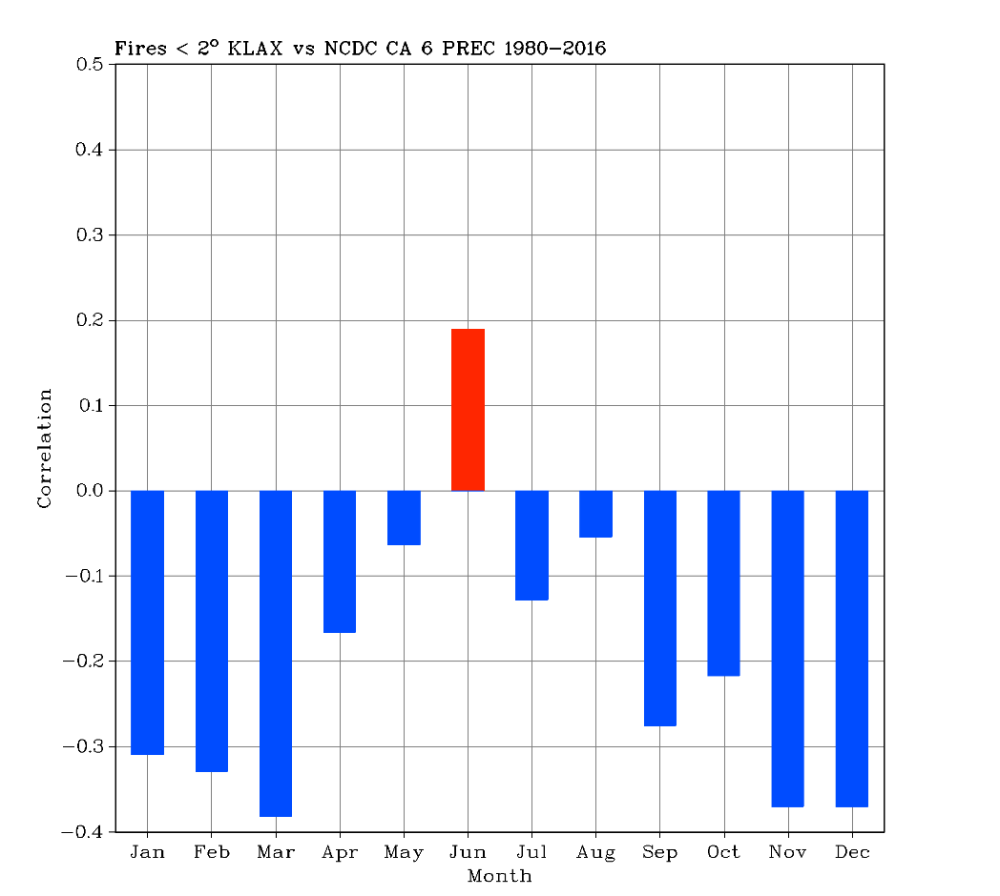 Fires < 2° KLAX vs NCDC CA 6 PREC 1980-2016
0.5
0.4
0.3
0.2
0.1
0.0
-0.1
-0.2
-0.3
-0.4
Correlation
Jan Feb Mar Apr May Jun Jul Aug Sep Oct Nov Dec
Month